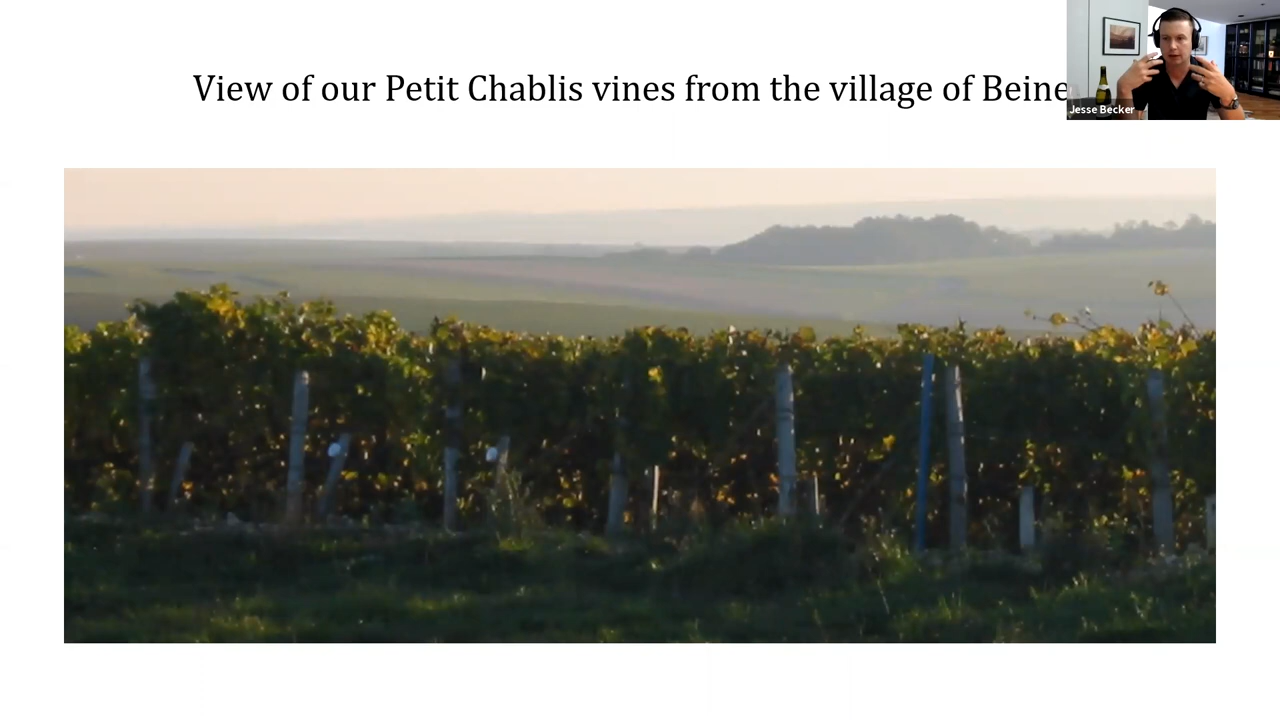 View of our Petit Chablis vines from the village of Beine
Jesse Becker